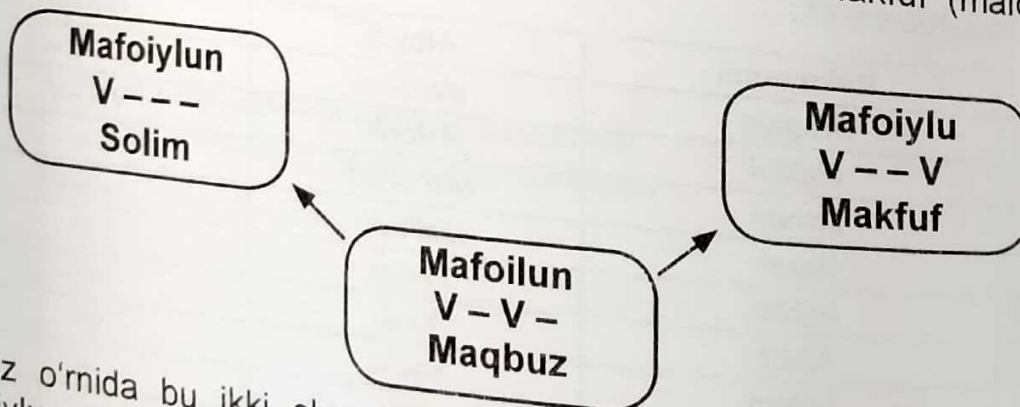 Mafoiylun
V – – –
Solim
Mafoiylu
V – – V
Makfuf
Mafoilun
V – V –
Maqbuz
o‘rnida bu ikki